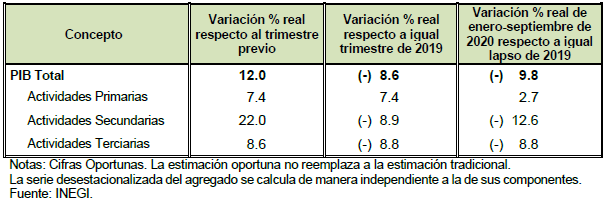 Concepto
Variación % real
respecto al trimestre
previo
Variación % real
respecto a igual
trimestre de 2019
Variación % real de
enero-septiembre de
2020 respecto a igual
lapso de 2019
PIB Total 12.0 (-) 8.6 (-) 9.8
Actividades Primarias 7.4 7.4 2.7
Actividades Secundarias 22.0 (-) 8.9 (-) 12.6
Actividades Terciarias 8.6 (-) 8.8 (-) 8.8
Notas: Cifras Oportunas. La estimación oportuna no reemplaza a la estimación tradicional.
La serie desestacionalizada del agregado se calcula de manera independiente a la de sus componentes.
Fuente: INEGI.